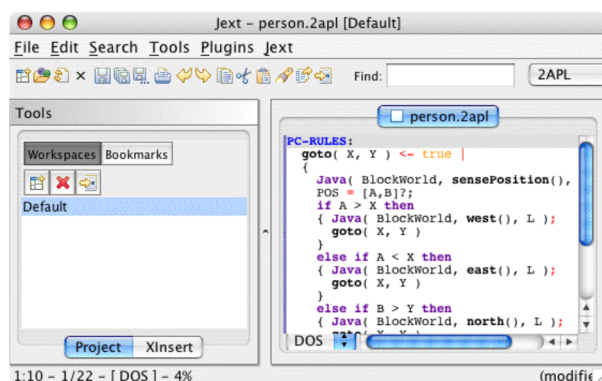 Jext – person.2apl [Default]
File Edit Search Tools Plugins Jext
Find:
2APL
Tools
person.2apl
Workspaces Bookmarks
Default
PC-RULES:
goto( X, Y ) <- true |
{
Java( BlockWorld, sensePosition(),
POS = [A,B]?;
if A > X then
{ Java( BlockWorld, west(), L );
goto( X, Y )
}
else if A < X then
{ Java( BlockWorld, east(), L );
goto( X, Y )
}
else if B > Y then
{ Java( BlockWorld, north(), L );
goto( X, Y )
Project XInsert
DOS
1:10 – 1/22 – [ DOS ] – 4%
(modifie